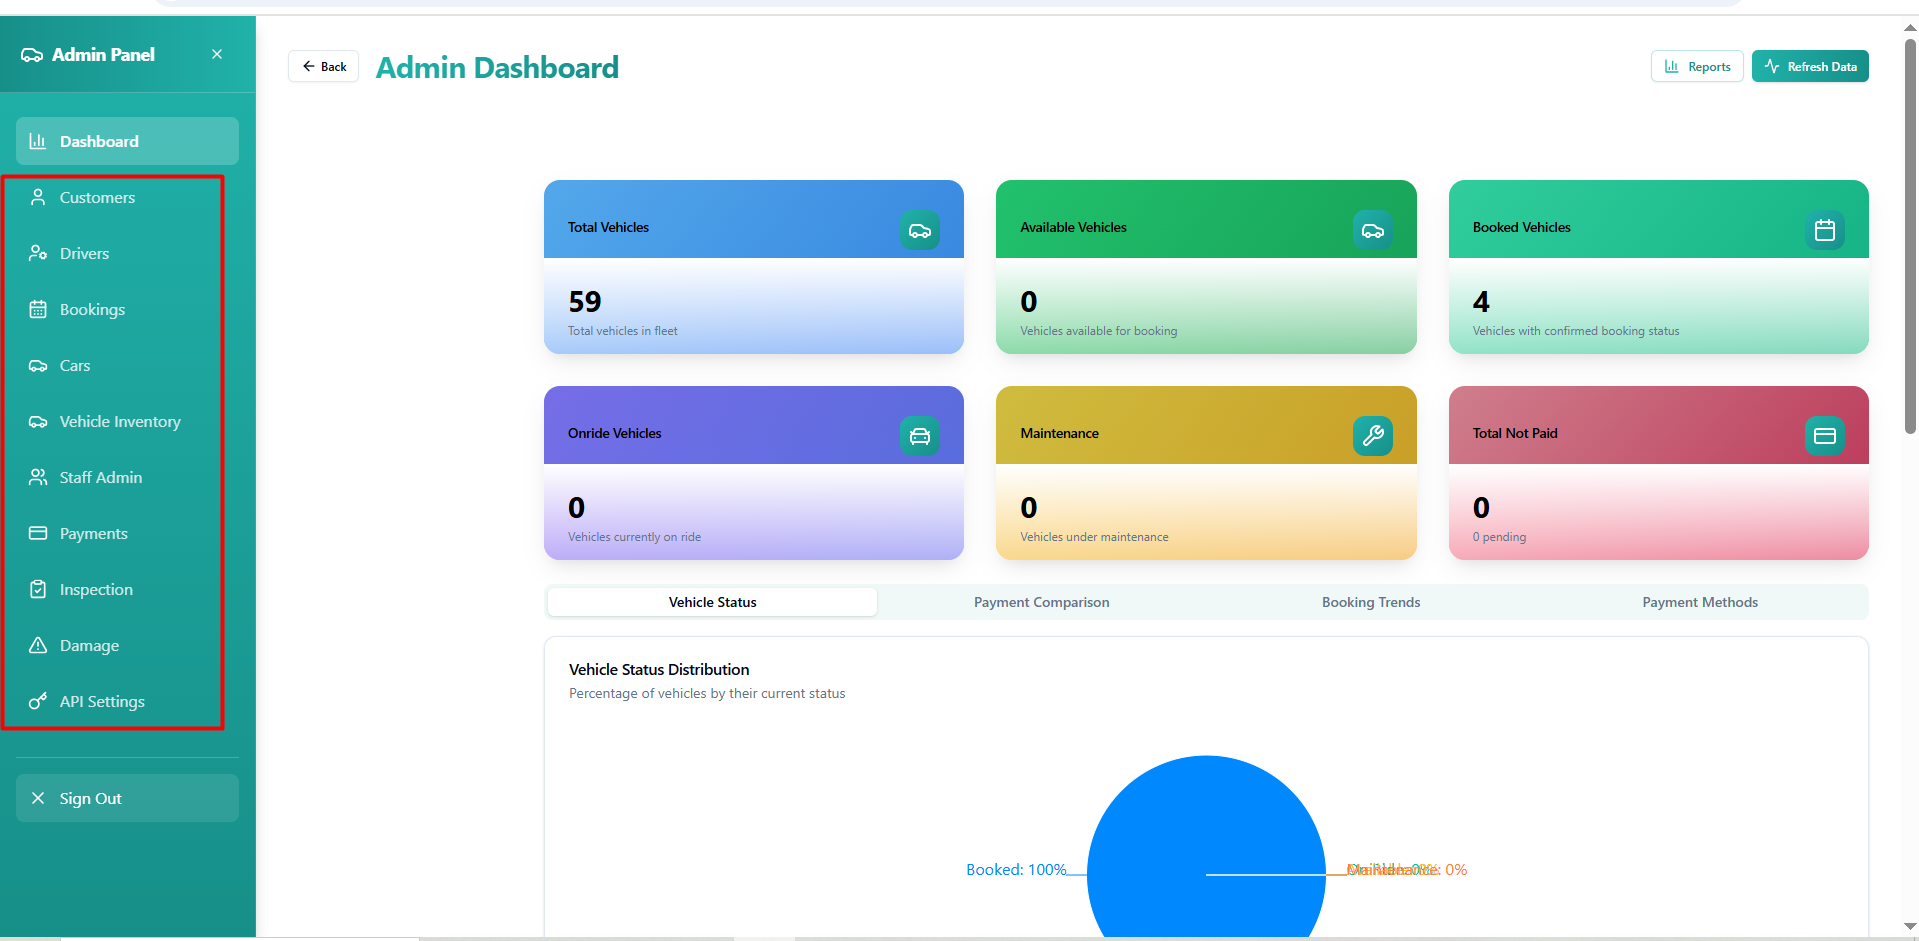 Admin Panel
Back
Admin Dashboard
Reports
Refresh Data
Dashboard
Customers
Drivers
Bookings
Cars
Vehicle Inventory
Staff Admin
Payments
Inspection
Damage
API Settings
Sign Out
Total Vehicles
59
Total vehicles in fleet
Available Vehicles
0
Vehicles available for booking
Booked Vehicles
4
Vehicles with confirmed booking status
Onride Vehicles
0
Vehicles currently on ride
Maintenance
0
Vehicles under maintenance
Total Not Paid
0
0 pending
Vehicle Status
Payment Comparison
Booking Trends
Payment Methods
Vehicle Status Distribution
Percentage of vehicles by their current status
Booked: 100%
0%